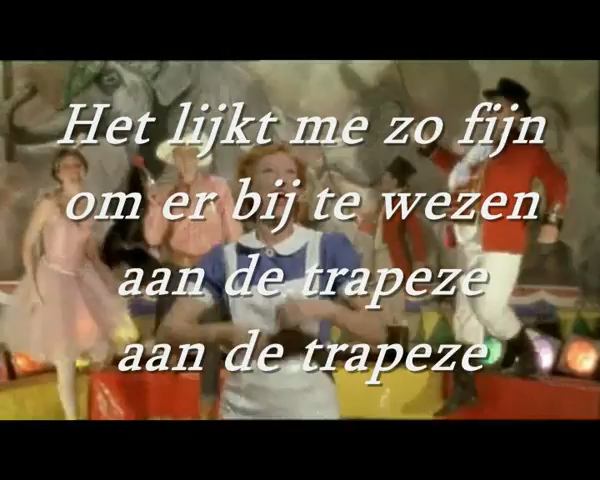 Het lijkt me zo fijn
om er bij te wezen
aan de trapeze
aan de trapeze